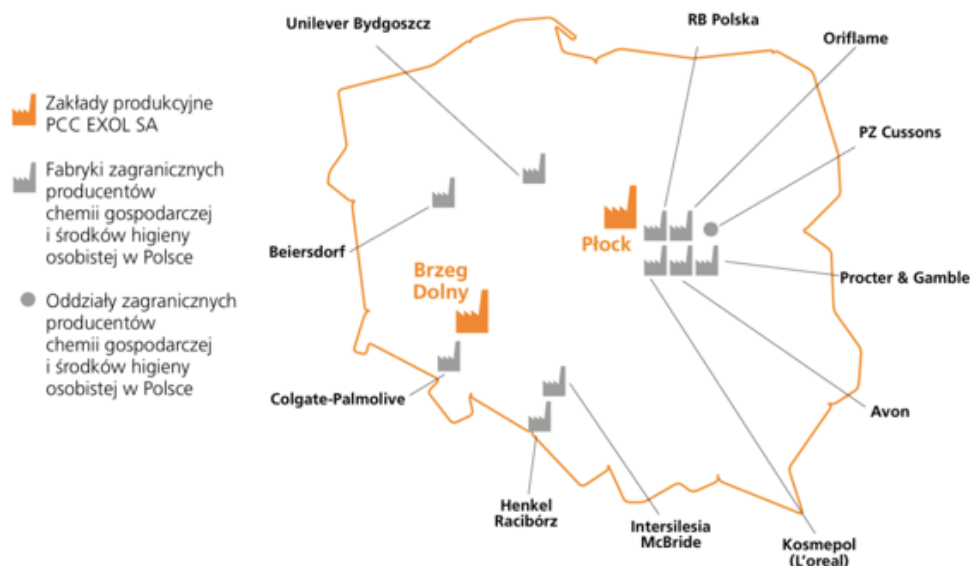 Zakłady produkcyjne
PCC EXOL SA
Fabryki zagranicznych
producentów
chemii gospodarczej
i środków higieny
osobistej w Polsce
Oddziały zagranicznych
producentów
chemii gospodarczej
i środków higieny
osobistej w Polsce
Unilever Bydgoszcz
RB Polska
Oriflame
PZ Cussons
Beiersdorf
Płock
Procter & Gamble
Brzeg
Dolny
Colgate-Palmolive
Avon
Henkel
Racibórz
Intersilesia
McBride
Kosmepol
(L'oreal)